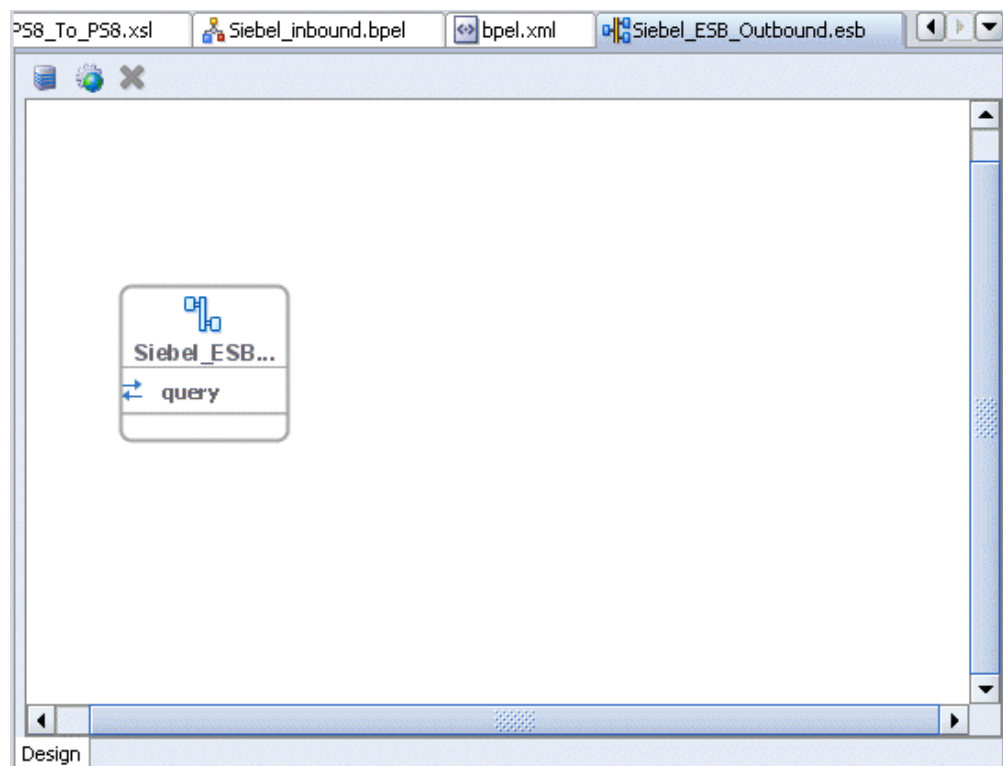 PS8_To_PS8.xsl Siebel_inbound.bpel bpel.xml Siebel_ESB_Outbound.esb
Siebel_ESB...
query
Design